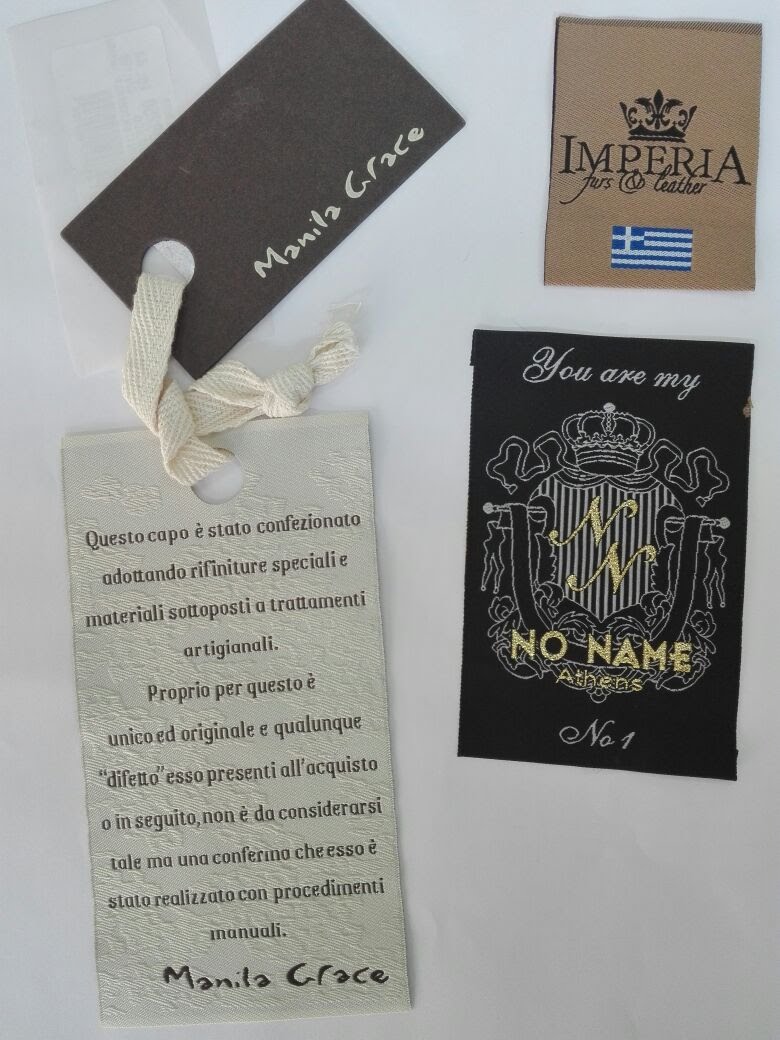 Manila Grace
IMPERIA
furs & leather
You are my
NN
NO NAME
Athens
No 1
Questo capo è stato confezionato
adottando rifiniture speciali e
materiali sottoposti a trattamenti
artigianali.
Proprio per questo è
unico ed originale e qualunque
"difetto" esso presenti all'acquisto
o in seguito, non è da considerarsi
tale ma una conferma che esso è
stato realizzato con procedimenti
manuali.
Manila Grace